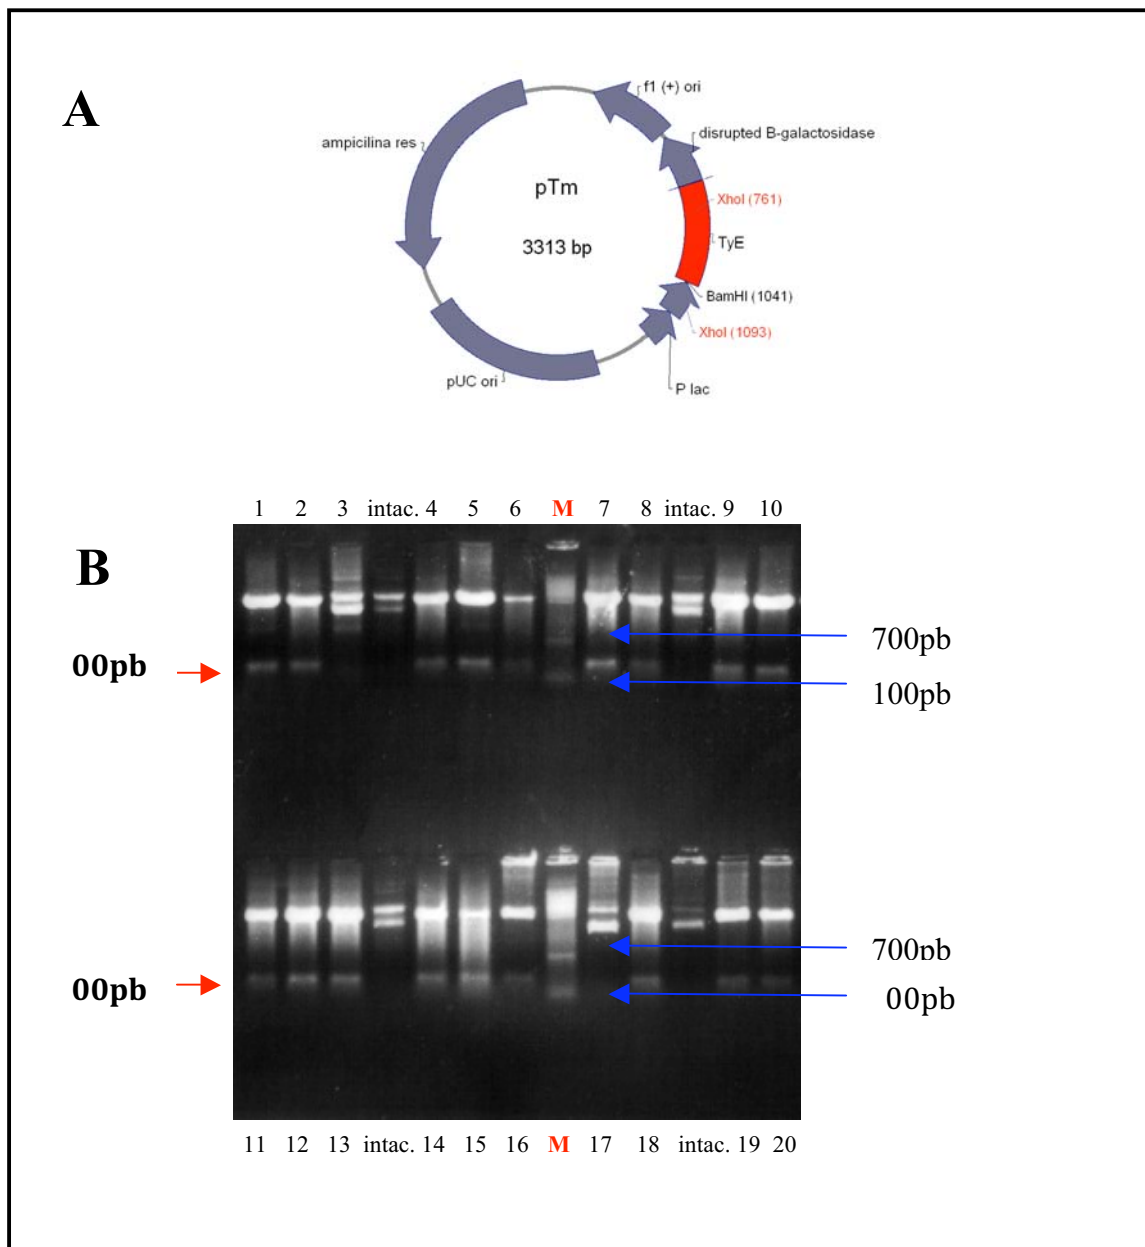 A
f1 (+) ori
disrupted B-galactosidase
ampicilina res
pTm
XhoI (761)
3313 bp
TyE
BamHI (1041)
XhoI (1093)
pUC ori
P lac
1 2 3 intac. 4 5 6 M 7 8 intac. 9 10
B
700pb
00pb
100pb
700pb
00pb
00pb
11 12 13 intac. 14 15 16 M 17 18 intac. 19 20